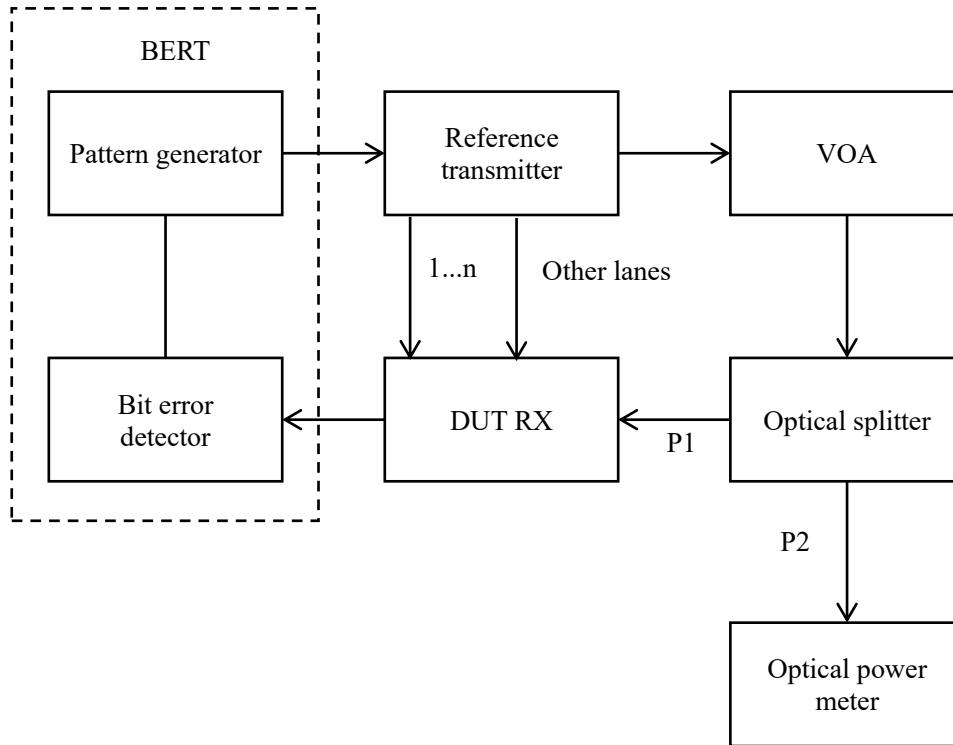 BERT
Pattern generator
Reference
transmitter
VOA
1...n
Other lanes
Bit error
detector
DUT RX
P1
Optical splitter
P2
Optical power
meter